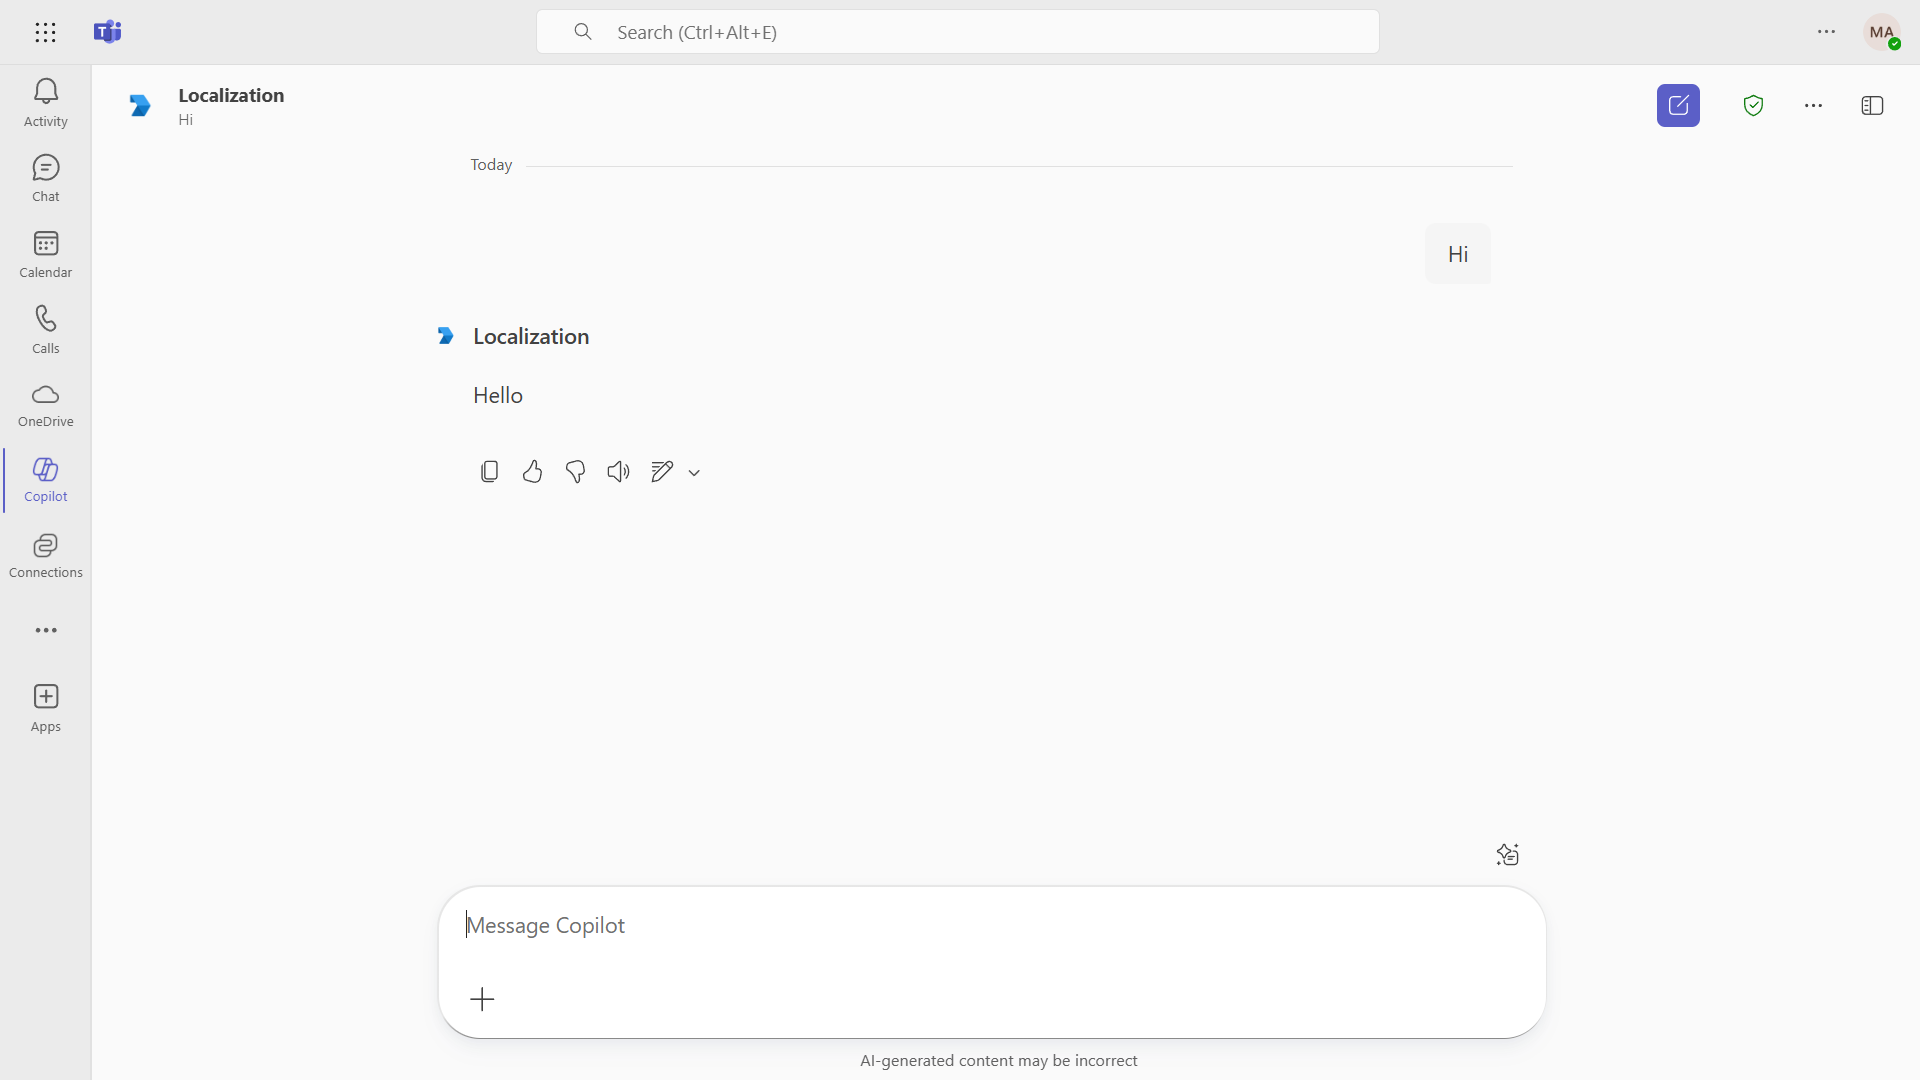 Search (Ctrl+Alt+E)
MA
Activity
Chat
Calendar
Calls
OneDrive
Copilot
Connections
Apps
Localization
Hi
Today
Hi
Localization
Hello
Message Copilot
AI-generated content may be incorrect